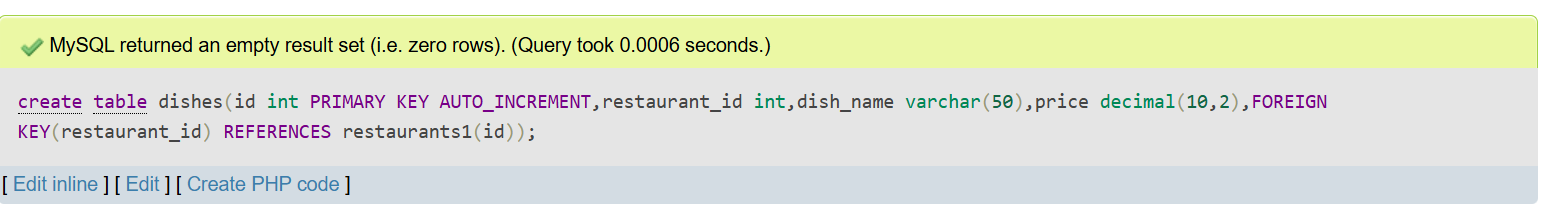 MySQL returned an empty result set (i.e. zero rows). (Query took 0.0006 seconds.)
create table dishes(id int PRIMARY KEY AUTO_INCREMENT,restaurant_id int,dish_name varchar(50),price decimal(10,2),FOREIGN
KEY(restaurant_id) REFERENCES restaurants1(id));
[ Edit inline ] [ Edit ] [ Create PHP code ]